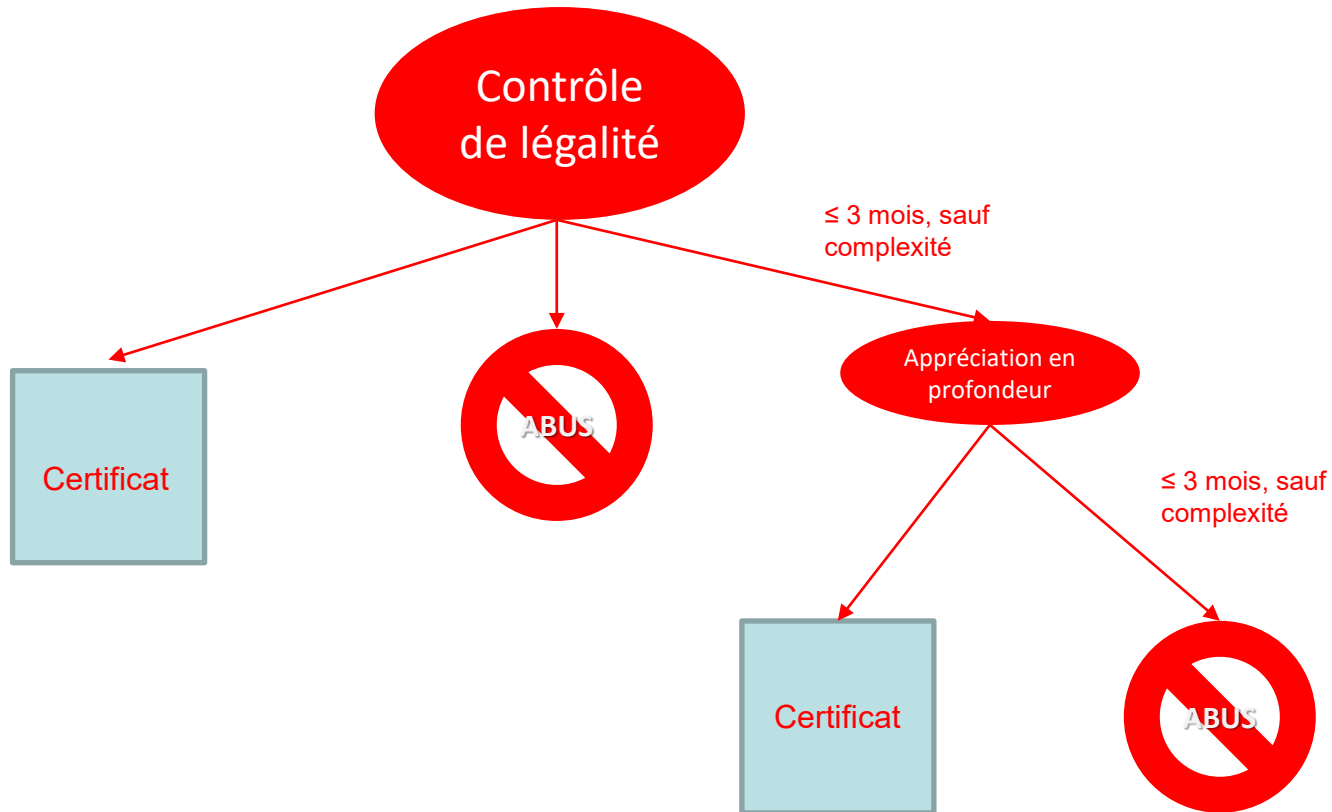 Contrôle
de légalité
≤ 3 mois, sauf
complexité
Appréciation en
profondeur
ABUS
Certificat
≤ 3 mois, sauf
complexité
Certificat
ABUS